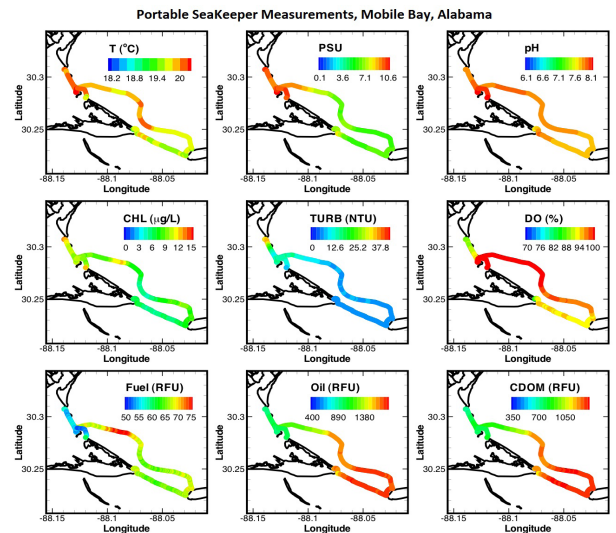 Portable SeaKeeper Measurements, Mobile Bay, Alabama
T (°C)
18.2 18.8 19.4 20
30.3
30.25
Latitude
-88.15 -88.1 -88.05
Longitude
PSU
0.1 3.6 7.1 10.6
30.3
30.25
Latitude
-88.15 -88.1 -88.05
Longitude
pH
6.1 6.6 7.1 7.6 8.1
30.3
30.25
Latitude
-88.15 -88.1 -88.05
Longitude
CHL (µg/L)
0 3 6 9 12 15
30.3
30.25
Latitude
-88.15 -88.1 -88.05
Longitude
TURB (NTU)
0 12.6 25.2 37.8
30.3
30.25
Latitude
-88.15 -88.1 -88.05
Longitude
DO (%)
70 76 82 88 94 100
30.3
30.25
Latitude
-88.15 -88.1 -88.05
Longitude
Fuel (RFU)
50 55 60 65 70 75
30.3
30.25
Latitude
-88.15 -88.1 -88.05
Longitude
Oil (RFU)
400 890 1380
30.3
30.25
Latitude
-88.15 -88.1 -88.05
Longitude
CDOM (RFU)
350 700 1050
30.3
30.25
Latitude
-88.15 -88.1 -88.05
Longitude